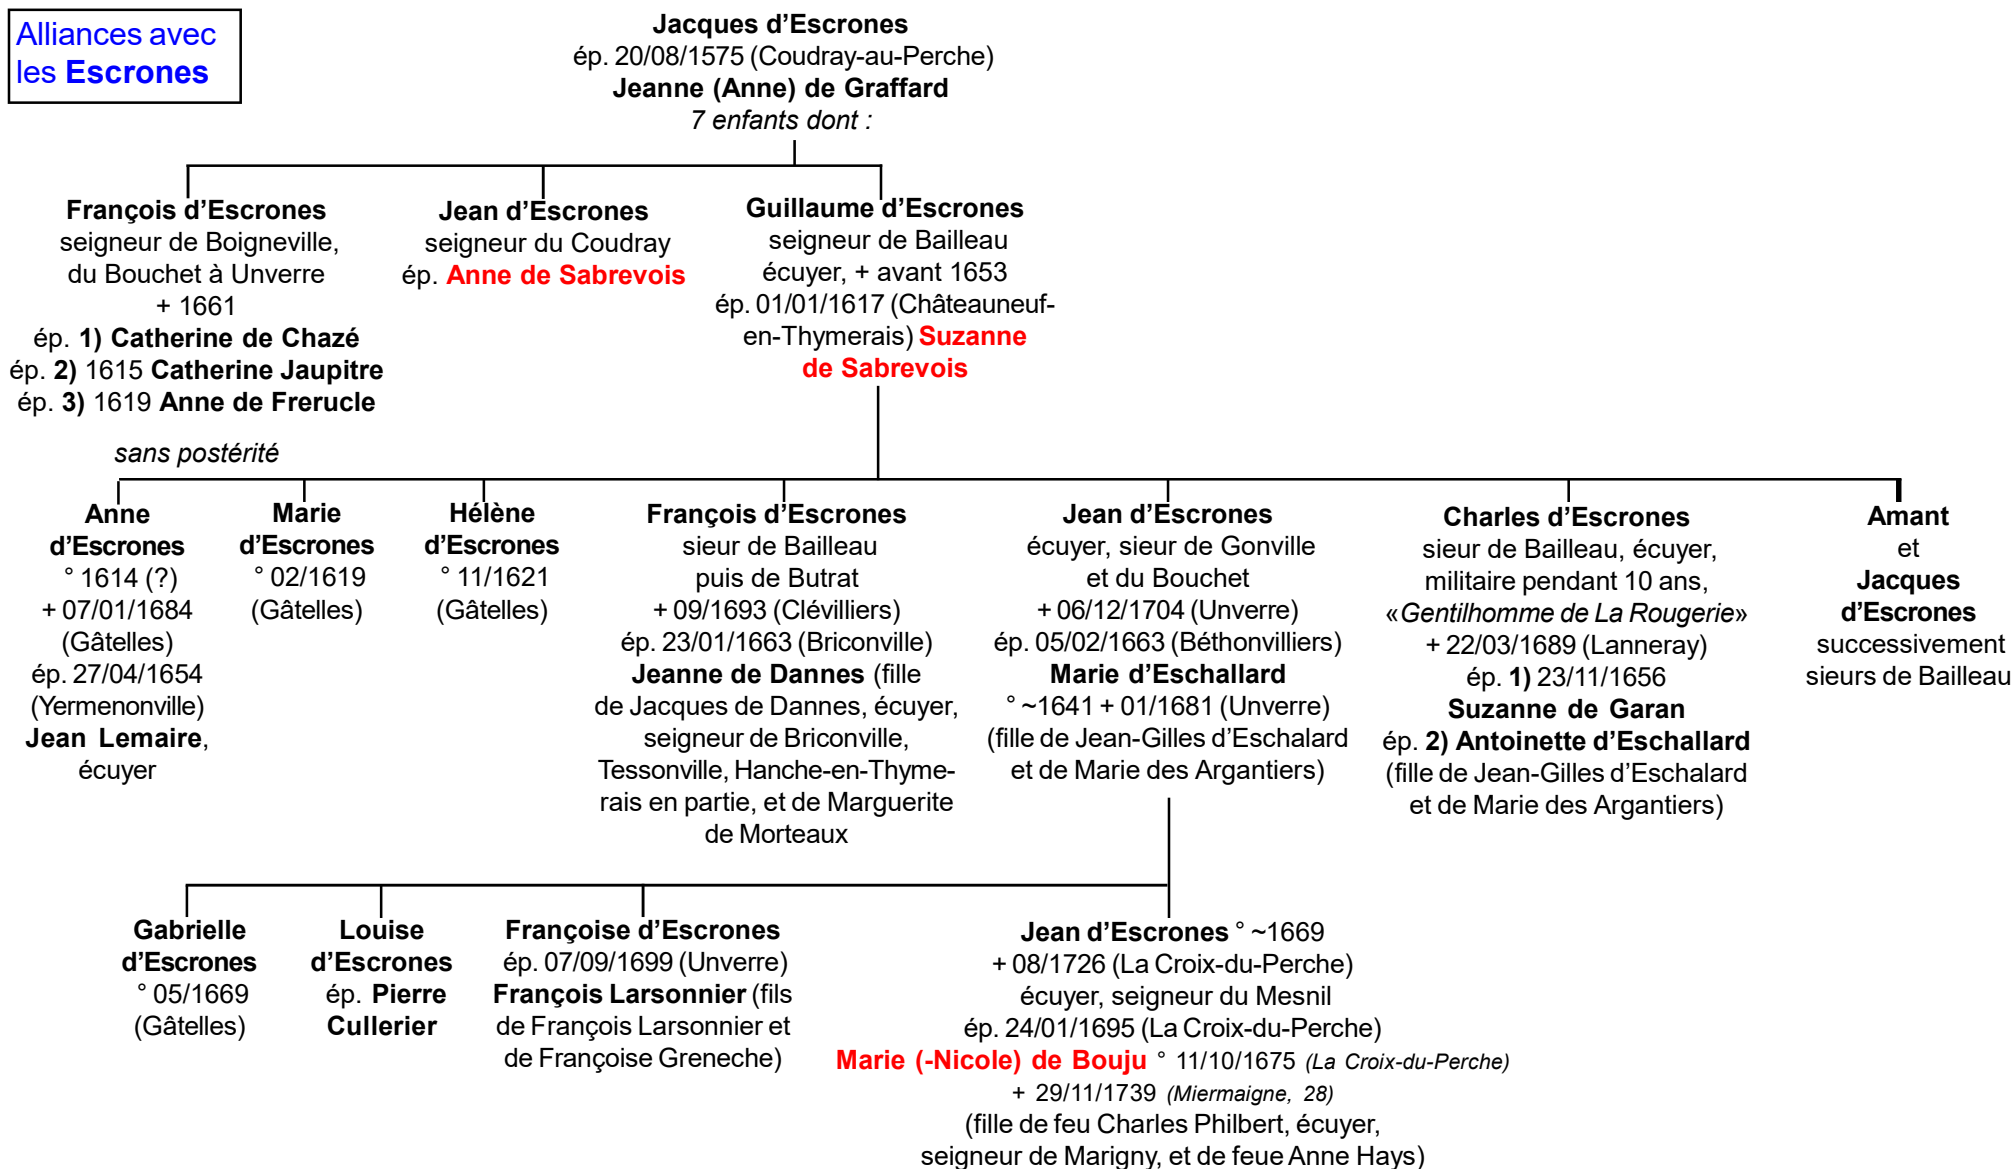 Alliances avec
les Escrones
Jacques d’Escrones
ép. 20/08/1575 (Coudray-au-Perche)
Jeanne (Anne) de Graffard
7 enfants dont :
François d’Escrones
seigneur de Boigneville,
du Bouchet à Unverre
+ 1661
ép. 1) Catherine de Chazé
ép. 2) 1615 Catherine Jaupitre
ép. 3) 1619 Anne de Frerucle
sans postérité
Jean d’Escrones
seigneur du Coudray
ép. Anne de Sabrevois
Guillaume d’Escrones
seigneur de Bailleau
écuyer, + avant 1653
ép. 01/01/1617 (Châteauneuf-
en-Thymerais) Suzanne
de Sabrevois
Anne
d’Escrones
° 1614 (?)
+ 07/01/1684
(Gâtelles)
ép. 27/04/1654
(Yermenonville)
Jean Lemaire,
écuyer
Marie
d’Escrones
° 02/1619
(Gâtelles)
Hélène
d’Escrones
° 11/1621
(Gâtelles)
François d’Escrones
sieur de Bailleau
puis de Butrat
+ 09/1693 (Clévilliers)
ép. 23/01/1663 (Briconville)
Jeanne de Dannes (fille
de Jacques de Dannes, écuyer,
seigneur de Briconville,
Tessonville, Hanche-en-Thyme-
rais en partie, et de Marguerite
de Morteaux
Jean d’Escrones
écuyer, sieur de Gonville
et du Bouchet
+ 06/12/1704 (Unverre)
ép. 05/02/1663 (Béthonvilliers)
Marie d’Eschallard
° ~1641 + 01/1681 (Unverre)
(fille de Jean-Gilles d’Eschalard
et de Marie des Argantiers)
Charles d’Escrones
sieur de Bailleau, écuyer,
militaire pendant 10 ans,
«Gentilhomme de La Rougerie»
+ 22/03/1689 (Lanneray)
ép. 1) 23/11/1656
Suzanne de Garan
ép. 2) Antoinette d’Eschallard
(fille de Jean-Gilles d’Eschalard
et de Marie des Argantiers)
Amant
et
Jacques
d’Escrones
successivement
sieurs de Bailleau
Gabrielle
d’Escrones
° 05/1669
(Gâtelles)
Louise
d’Escrones
ép. Pierre
Cullerier
Françoise d’Escrones
ép. 07/09/1699 (Unverre)
François Larsonnier (fils
de François Larsonnier et
de Françoise Greneche)
Jean d’Escrones ° ~1669
+ 08/1726 (La Croix-du-Perche)
écuyer, seigneur du Mesnil
ép. 24/01/1695 (La Croix-du-Perche)
Marie (-Nicole) de Bouju ° 11/10/1675 (La Croix-du-Perche)
+ 29/11/1739 (Miermaigne, 28)
(fille de feu Charles Philbert, écuyer,
seigneur de Marigny, et de feue Anne Hays)